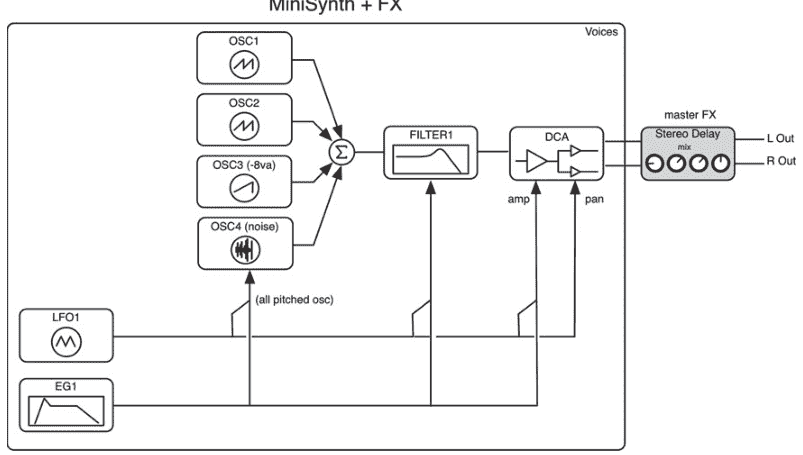 MiniSynth + FX
Voices
OSC1
OSC2
OSC3 (-8va)
OSC4 (noise)
Σ
FILTER1
DCA
amp
pan
master FX
Stereo Delay
mix
L Out
R Out
(all pitched osc)
LFO1
EG1